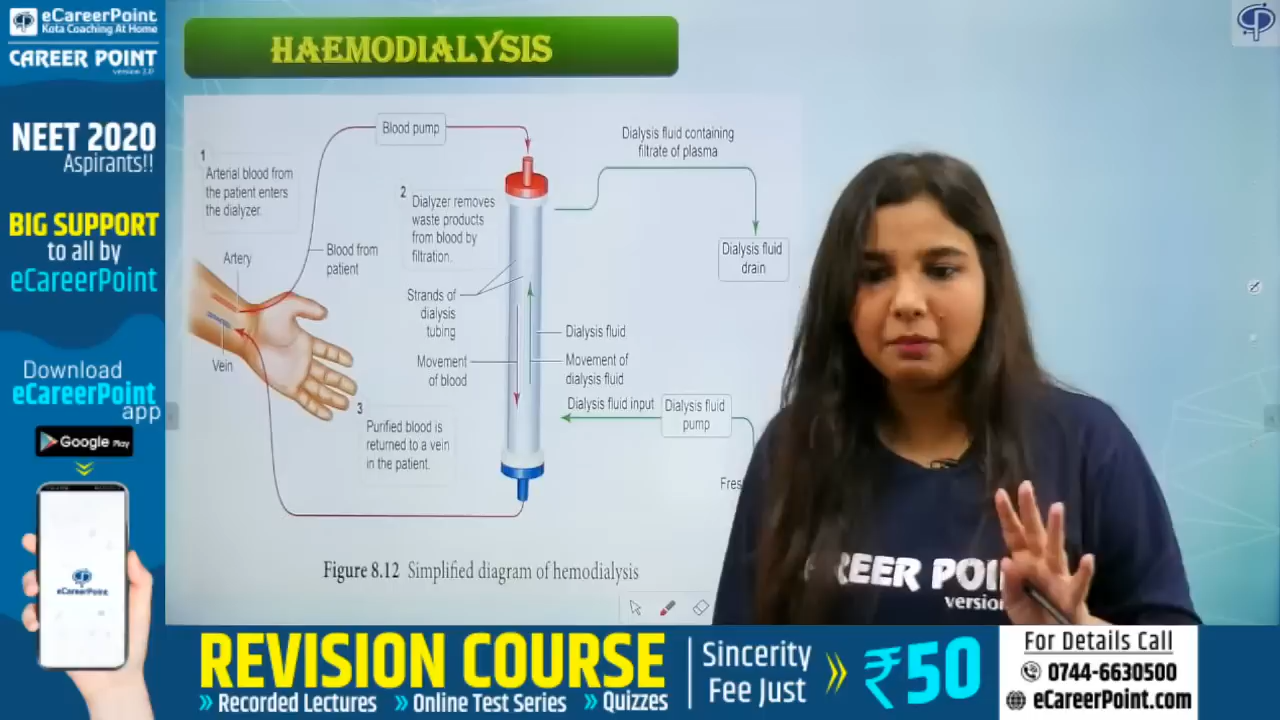 eCareerPoint
Kota Coaching At Home
CAREER POINT
version 2.0
NEET 2020
Aspirants!!
BIG SUPPORT
to all by
eCareerPoint
Download
eCareerPoint
app
Google Play
eCareerPoint
HAEMODIALYSIS
1
Arterial blood from
the patient enters
the dialyzer.
Blood pump
Dialysis fluid containing
filtrate of plasma
2
Dialyzer removes
waste products
from blood by
filtration.
Artery
Blood from
patient
Dialysis fluid
drain
Strands of
dialysis
tubing
Dialysis fluid
Vein
Movement
of blood
Movement of
dialysis fluid
Dialysis fluid input
Dialysis fluid
pump
3
Purified blood is
returned to a vein
in the patient.
Fres
Figure 8.12 Simplified diagram of hemodialysis
REER POI
version
REVISION COURSE
» Recorded Lectures » Online Test Series » Quizzes
Sincerity
Fee Just
» ₹50
For Details Call
0744-6630500
eCareerPoint.com